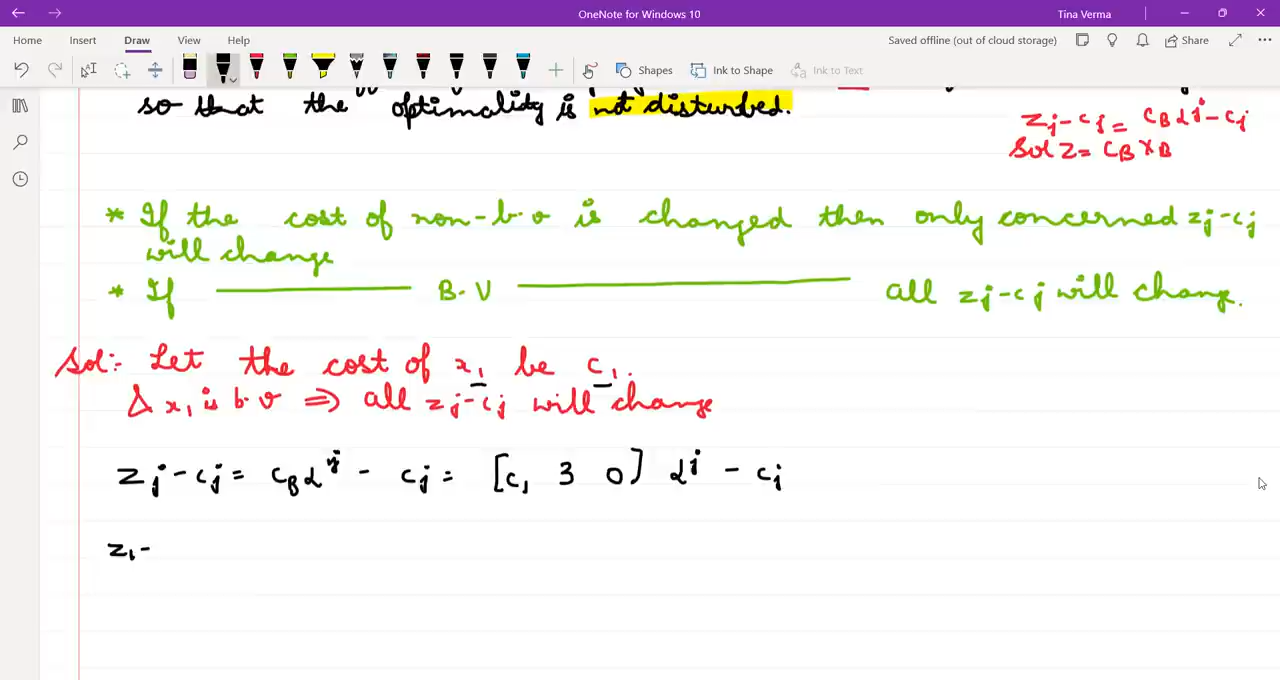 OneNote for Windows 10
Tina Verma
Home Insert Draw View Help
Saved offline (out of cloud storage)
Share
Shapes
Ink to Shape
Ink to Text
so that the optimality is not disturbed.
zj-cj = CB αʲ - cj
Sol Z = CB XB
* If the cost of non-b.v is changed then only concerned zj-cj
will change
* If ——— B.V ——— all zj-cj will change.
Sol:- Let the cost of x₁ be c₁.
Δ x₁ is b.v ⇒ all zj-cj will change
zj-cj = CB αʲ - cj = [c₁ 3 0] αʲ - cj
z₁-